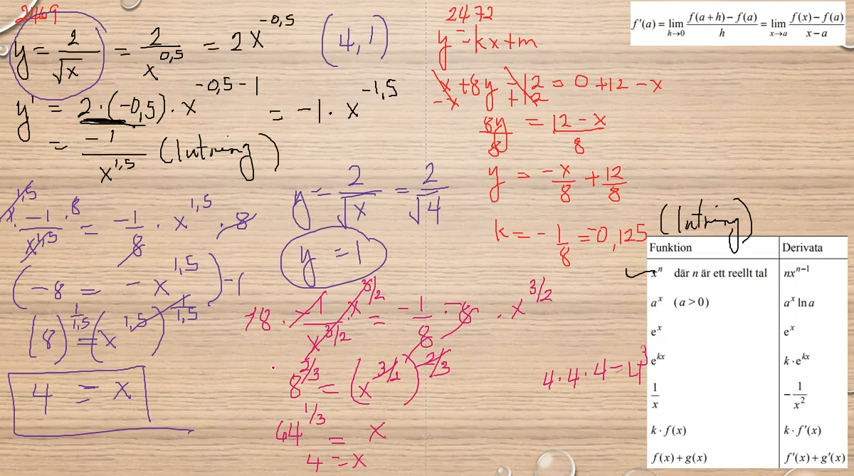 2469
y = 2/√x = 2/x^0,5 = 2x^-0,5
(4,1)
y' = 2·(-0,5)·x^-0,5-1 = -1·x^-1,5
= -1/x^1,5 (lutning)
x^1,5 · -1/x^1,5 · 8 = -1/8 · x^1,5 · 8
(-8 = -x^1,5) · -1
(8)^1/1,5 = (x^1,5)^1/1,5
4 = x
y = 2/√x = 2/√4
y = 1
2472
y = kx+m
x + 8y - 12 = 0 + 12 - x
-x +12
8y/8 = 12-x/8
y = -x/8 + 12/8
k = -1/8 = -0,125 (lutning)
-1/x^3/2 · x^3/2 = -1/8 · 8 · x^3/2
8^2/3 = (x^3/2)^2/3
64^1/3 = x
4 = x
4·4·4 = 4^3
f'(a) = lim h→0 f(a+h) − f(a)/h = lim x→a f(x) − f(a)/x − a
Funktion Derivata
x^n där n är ett reellt tal nx^n−1
a^x (a > 0) a^x ln a
e^x e^x
e^kx k·e^kx
1/x −1/x^2
k·f(x) k·f'(x)
f(x) + g(x) f'(x) + g'(x)